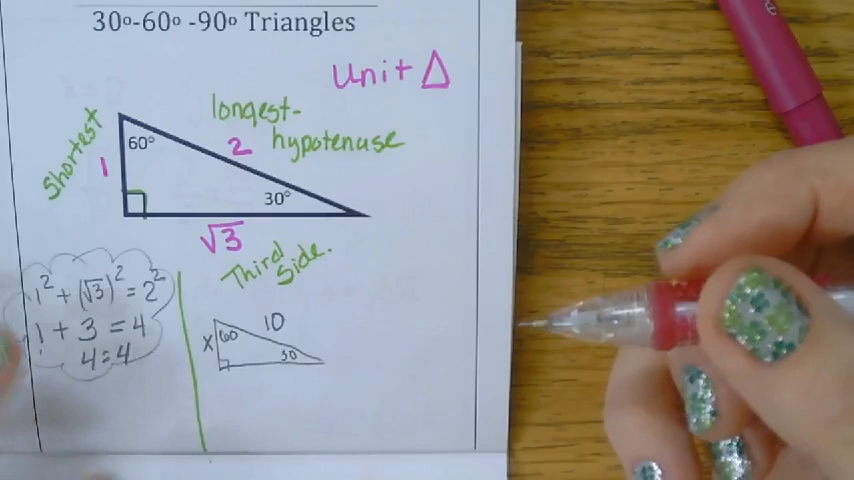 30º-60º -90º Triangles
Unit Δ
longest-
hypotenuse
Shortest
60°
2
1
30°
√3
Third
Side.
1² + (√3)² = 2²
1 + 3 = 4
4=4
10
X
60
30